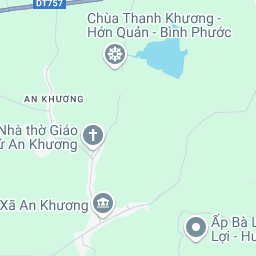 ĐT757
Chùa Thanh Khương -
Hớn Quản - Bình Phước
AN KHƯƠNG
Nhà thờ Giáo
ứ An Khương
Xã An Khương
Ấp Bà L
Lợi - Hu